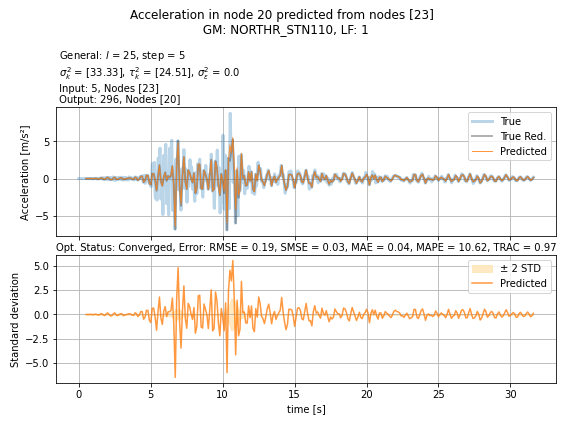 Acceleration in node 20 predicted from nodes [23]
GM: NORTHR_STN110, LF: 1
General: l = 25, step = 5
σ²ₖ = [33.33], τ²ₖ = [24.51], σ²ε = 0.0
Input: 5, Nodes [23]
Output: 296, Nodes [20]
Acceleration [m/s²]
5
0
−5
True
True Red.
Predicted
Opt. Status: Converged, Error: RMSE = 0.19, SMSE = 0.03, MAE = 0.04, MAPE = 10.62, TRAC = 0.97
Standard deviation
5.0
2.5
0.0
−2.5
−5.0
± 2 STD
Predicted
0 5 10 15 20 25 30
time [s]